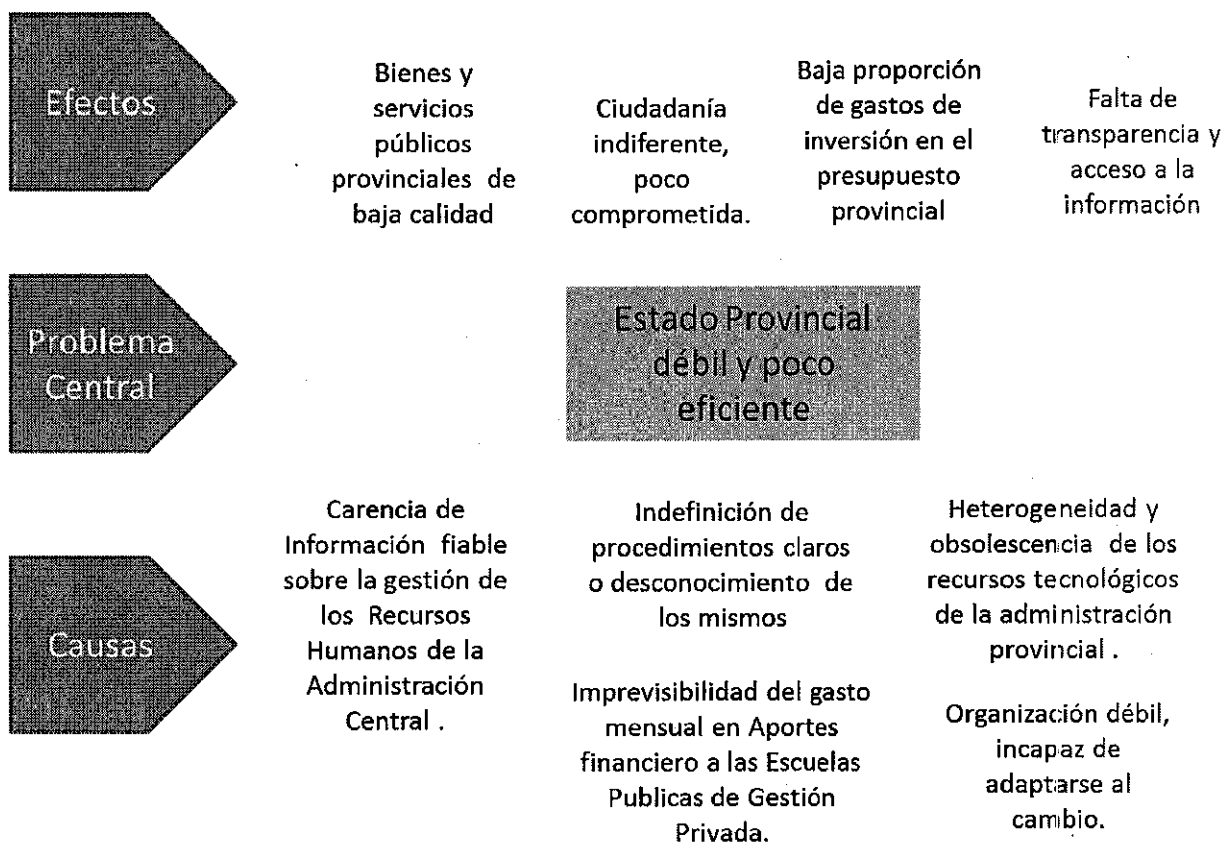 Efectos
Bienes y
servicios
públicos
provinciales de
baja calidad
Ciudadanía
indiferente,
poco
comprometida.
Baja proporción
de gastos de
inversión en el
presupuesto
provincial
Falta de
transparencia y
acceso a la
información
Problema
Central
Estado Provincial
débil y poco
eficiente
Causas
Carencia de
Información fiable
sobre la gestión de
los Recursos
Humanos de la
Administración
Central .
Indefinición de
procedimientos claros
o desconocimiento de
los mismos
Imprevisibilidad del gasto
mensual en Aportes
financiero a las Escuelas
Publicas de Gestión
Privada.
Heterogeneidad y
obsolescencia de los
recursos tecnológicos
de la administración
provincial .
Organización débil,
incapaz de
adaptarse al
cambio.